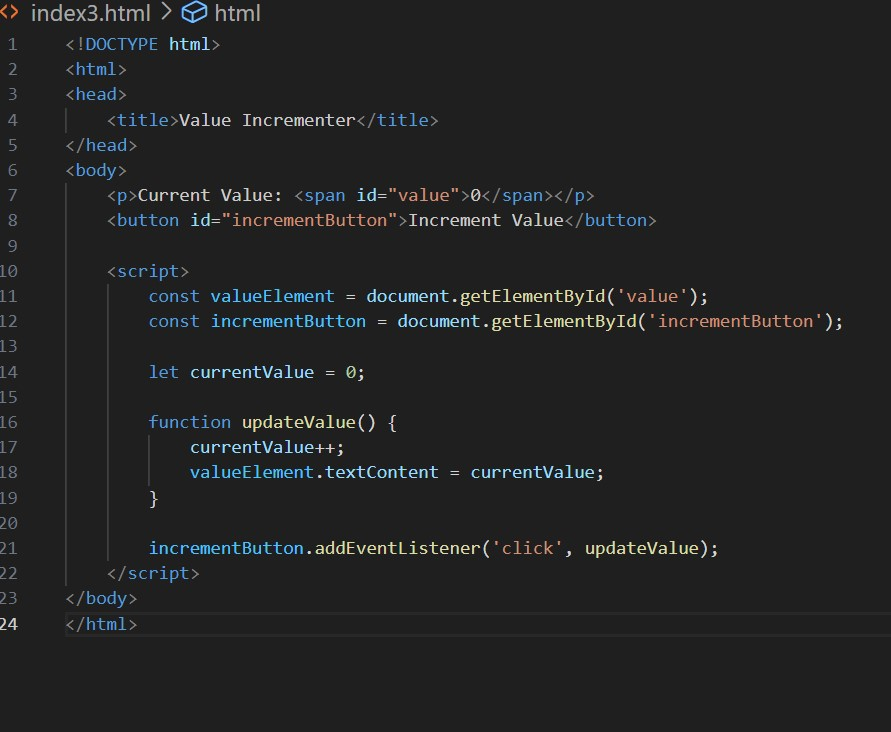 index3.html > html
1 <!DOCTYPE html>
2 <html>
3 <head>
4     <title>Value Incrementer</title>
5 </head>
6 <body>
7     <p>Current Value: <span id="value">0</span></p>
8     <button id="incrementButton">Increment Value</button>
9
10     <script>
11         const valueElement = document.getElementById('value');
12         const incrementButton = document.getElementById('incrementButton');
13
14         let currentValue = 0;
15
16         function updateValue() {
17             currentValue++;
18             valueElement.textContent = currentValue;
19         }
20
21         incrementButton.addEventListener('click', updateValue);
22     </script>
23 </body>
24 </html>